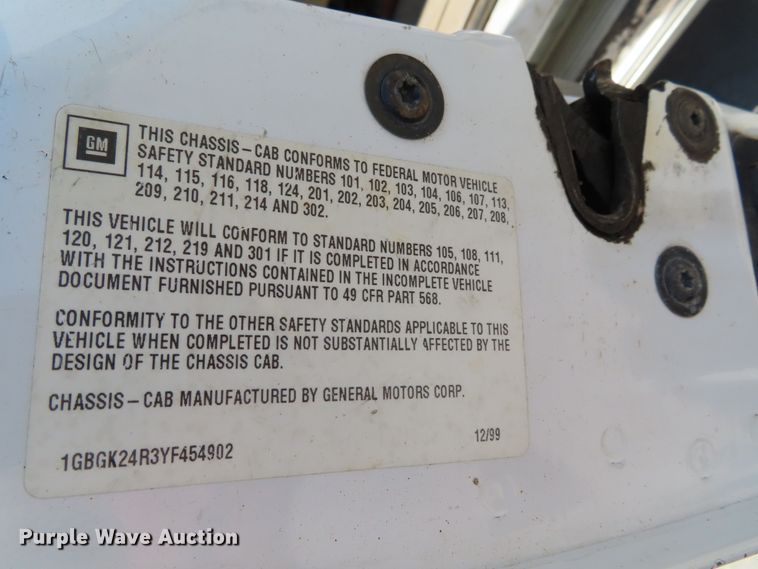 GM
THIS CHASSIS-CAB CONFORMS TO FEDERAL MOTOR VEHICLE
SAFETY STANDARD NUMBERS 101, 102, 103, 104, 106, 107, 113,
114, 115, 116, 118, 124, 201, 202, 203, 204, 205, 206, 207, 208,
209, 210, 211, 214 AND 302.
THIS VEHICLE WILL CONFORM TO STANDARD NUMBERS 105, 108, 111,
120, 121, 212, 219 AND 301 IF IT IS COMPLETED IN ACCORDANCE
WITH THE INSTRUCTIONS CONTAINED IN THE INCOMPLETE VEHICLE
DOCUMENT FURNISHED PURSUANT TO 49 CFR PART 568.
CONFORMITY TO THE OTHER SAFETY STANDARDS APPLICABLE TO THIS
VEHICLE WHEN COMPLETED IS NOT SUBSTANTIALLY AFFECTED BY THE
DESIGN OF THE CHASSIS CAB.
CHASSIS-CAB MANUFACTURED BY GENERAL MOTORS CORP.
12/99
1GBGK24R3YF454902
Purple Wave Auction